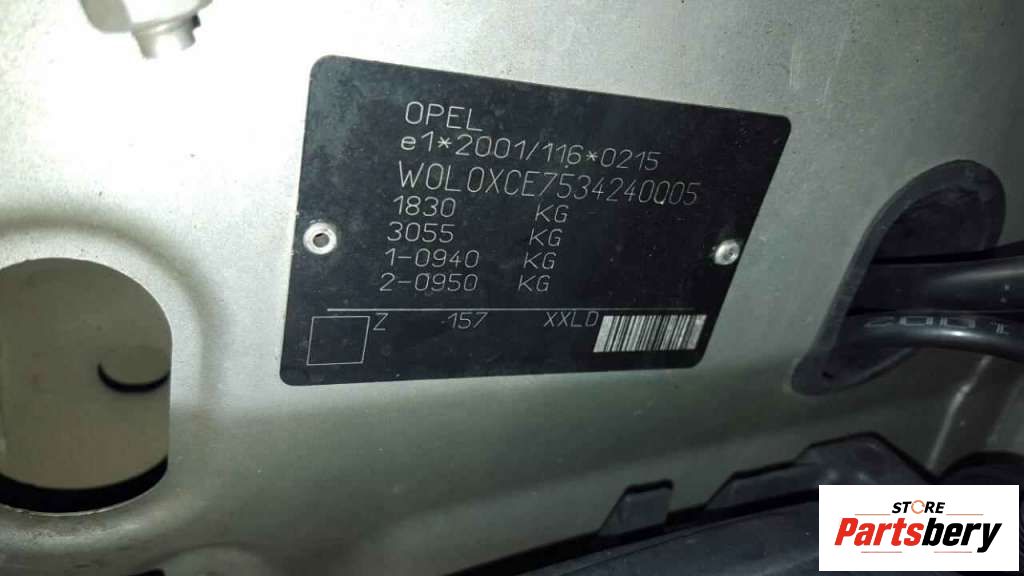 OPEL
e1*2001/116*0215
W0L0XCE7534240005
1830 KG
3055 KG
1-0940 KG
2-0950 KG
Z 157 XXLD
STORE
Partsbery